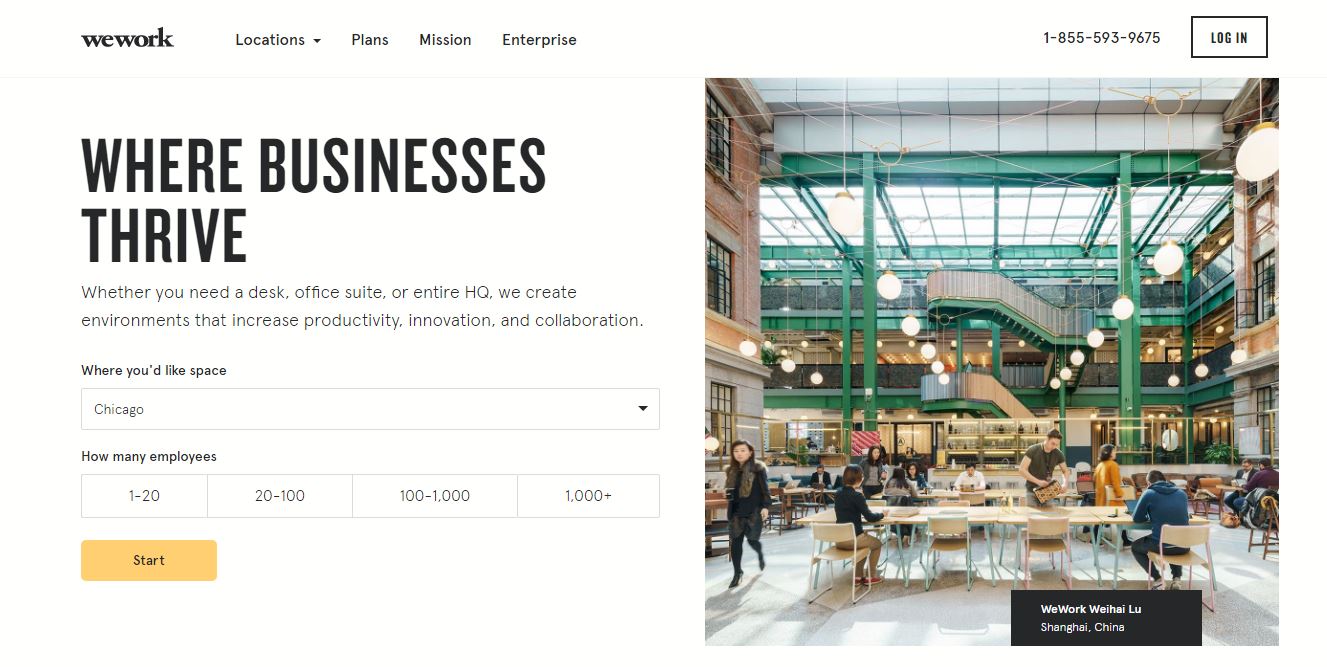 wework
Locations
Plans
Mission
Enterprise
1-855-593-9675
LOG IN
WHERE BUSINESSES
THRIVE
Whether you need a desk, office suite, or entire HQ, we create
environments that increase productivity, innovation, and collaboration.
Where you'd like space
Chicago
How many employees
1-20
20-100
100-1,000
1,000+
Start
WeWork Weihai Lu
Shanghai, China